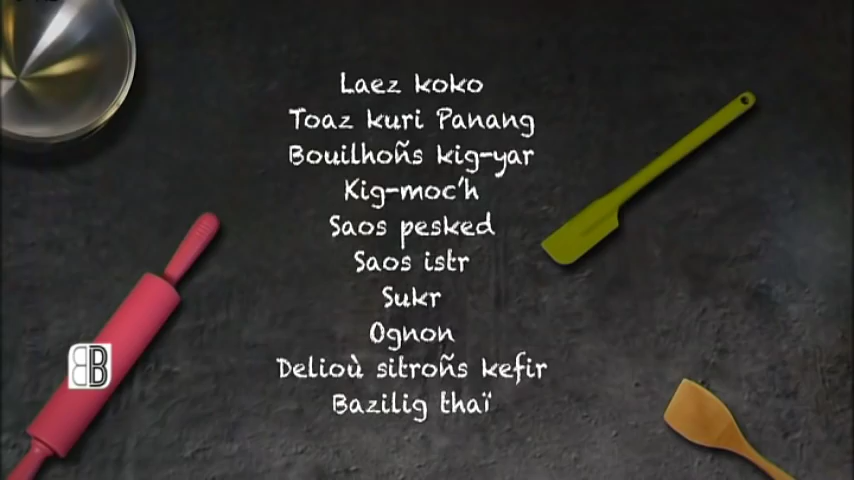 Laez koko
Toaz kuri Panang
Bouilhoñs kig-yar
Kig-moc'h
Saos pesked
Saos istr
Sukr
Ognon
Delioù sitroñs kefir
Bazilig thaï
BB